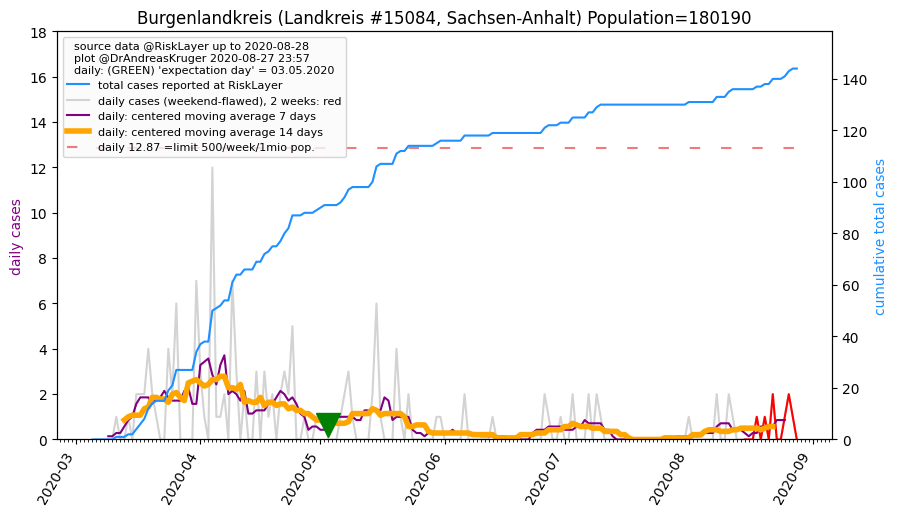 Burgenlandkreis (Landkreis #15084, Sachsen-Anhalt) Population=180190
source data @RiskLayer up to 2020-08-28
plot @DrAndreasKruger 2020-08-27 23:57
daily: (GREEN) 'expectation day' = 03.05.2020
total cases reported at RiskLayer
daily cases (weekend-flawed), 2 weeks: red
daily: centered moving average 7 days
daily: centered moving average 14 days
daily 12.87 =limit 500/week/1mio pop.
daily cases
18
16
14
12
10
8
6
4
2
0
cumulative total cases
140
120
100
80
60
40
20
0
2020-03
2020-04
2020-05
2020-06
2020-07
2020-08
2020-09